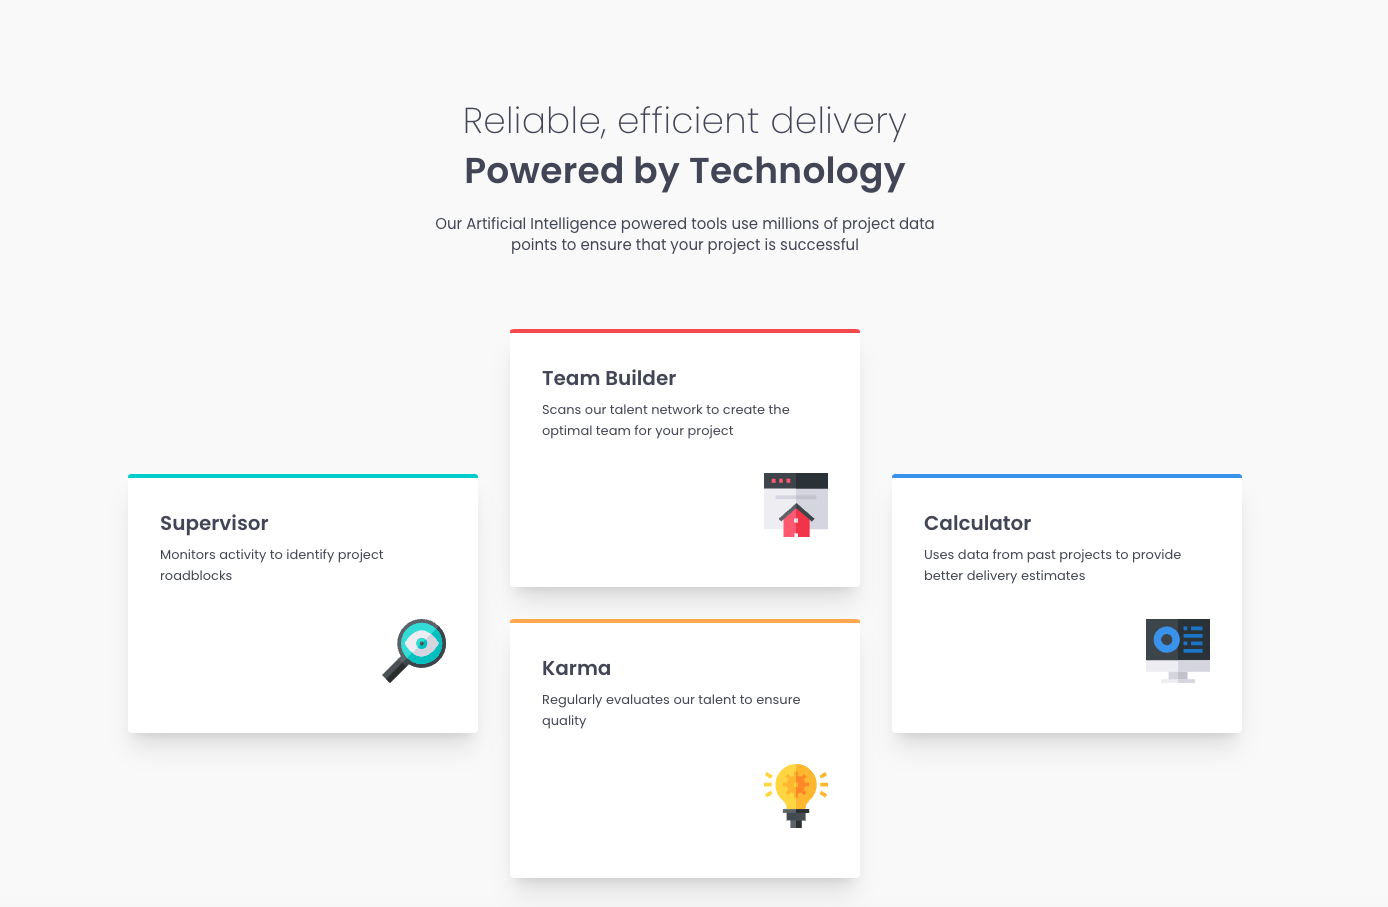 Reliable, efficient delivery
Powered by Technology
Our Artificial Intelligence powered tools use millions of project data
points to ensure that your project is successful
Team Builder
Scans our talent network to create the
optimal team for your project
Supervisor
Monitors activity to identify project
roadblocks
Calculator
Uses data from past projects to provide
better delivery estimates
Karma
Regularly evaluates our talent to ensure
quality